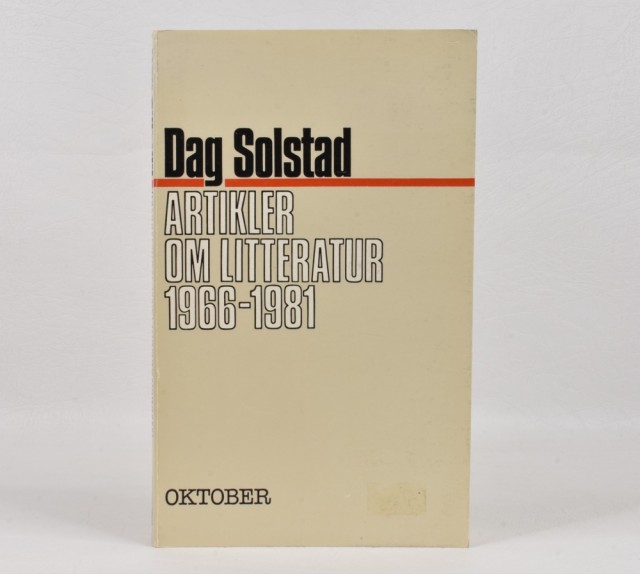 Dag Solstad
ARTIKLER
OM LITTERATUR
1966-1981
OKTOBER